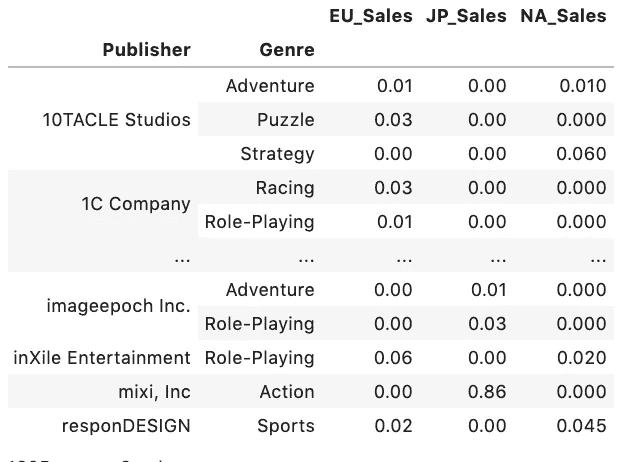 EU_Sales JP_Sales NA_Sales
Publisher Genre
Adventure 0.01 0.00 0.010
10TACLE Studios Puzzle 0.03 0.00 0.000
Strategy 0.00 0.00 0.060
1C Company Racing 0.03 0.00 0.000
Role-Playing 0.01 0.00 0.000
... ... ... ... ...
imageepoch Inc. Adventure 0.00 0.01 0.000
Role-Playing 0.00 0.03 0.000
inXile Entertainment Role-Playing 0.06 0.00 0.020
mixi, Inc Action 0.00 0.86 0.000
responDESIGN Sports 0.02 0.00 0.045